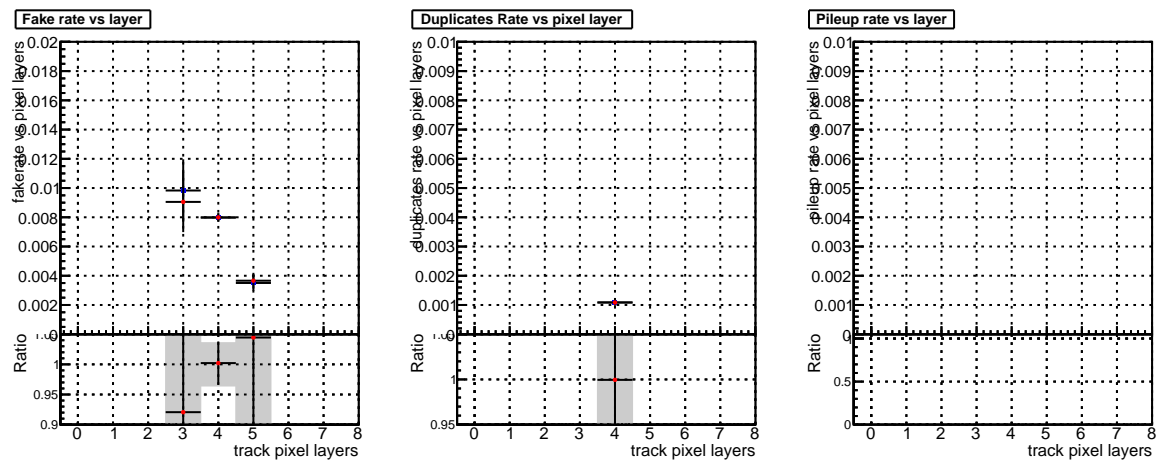 Fake rate vs layer
fakerate vs pixel layers
0.02
0.018
0.016
0.014
0.012
0.01
0.008
0.006
0.004
0.002
0
Ratio
1
0.95
0.9
0 1 2 3 4 5 6 7 8
track pixel layers
Duplicates Rate vs pixel layer
duplicates rate vs pixel layers
0.01
0.009
0.008
0.007
0.006
0.005
0.004
0.003
0.002
0.001
0
Ratio
1
0.95
0 1 2 3 4 5 6 7 8
track pixel layers
Pileup rate vs layer
pileup rate vs pixel layers
0.01
0.009
0.008
0.007
0.006
0.005
0.004
0.003
0.002
0.001
0
Ratio
1
0.5
0
0 1 2 3 4 5 6 7 8
track pixel layers